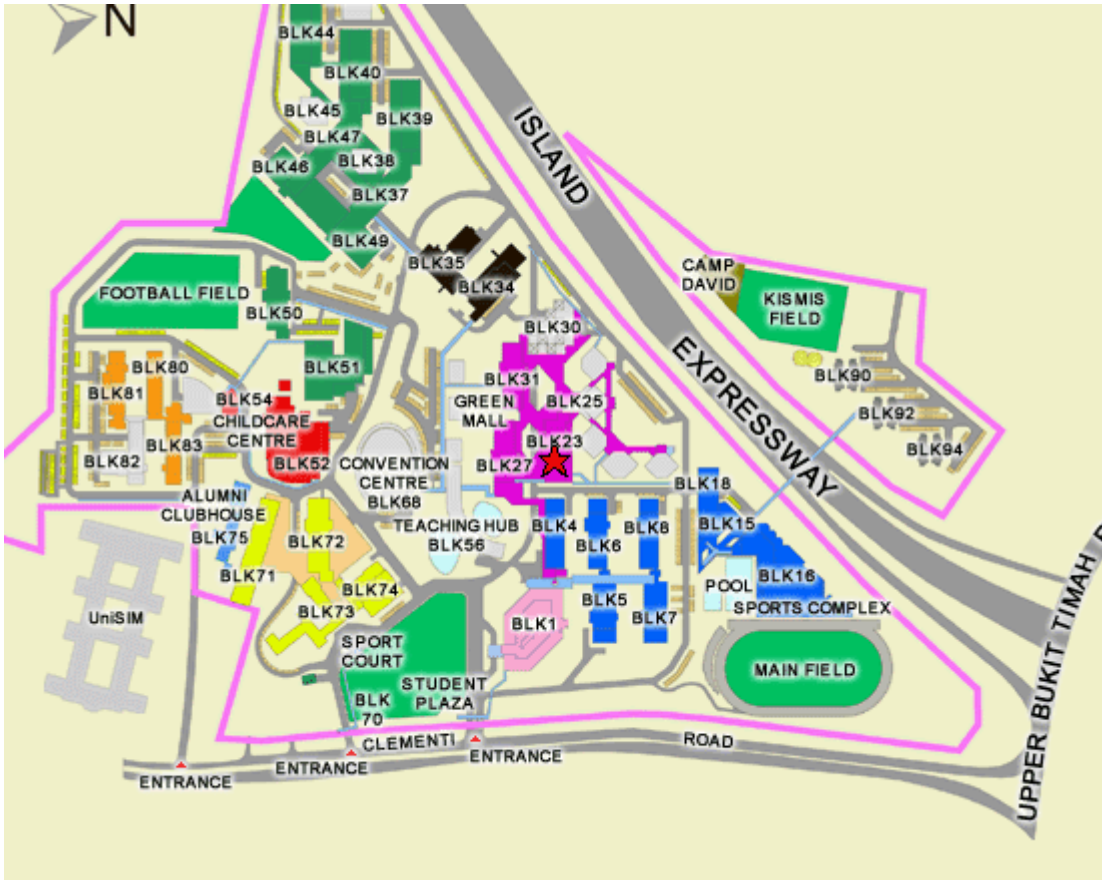 N
BLK44
BLK40
BLK45
BLK39
BLK47
BLK46
BLK38
BLK37
BLK49
ISLAND
EXPRESSWAY
BLK35
BLK34
CAMP
DAVID
KISMIS
FIELD
FOOTBALL FIELD
BLK50
BLK30
BLK51
BLK31
GREEN
MALL
BLK25
BLK80
BLK81
BLK54
CHILDCARE
CENTRE
BLK83
BLK82
BLK52
BLK23
BLK27
BLK90
BLK92
BLK94
CONVENTION
CENTRE
BLK68
ALUMNI
CLUBHOUSE
BLK75
BLK18
BLK15
TEACHING HUB
BLK56
BLK4
BLK6
BLK8
BLK72
BLK71
BLK74
BLK73
POOL
BLK16
SPORTS COMPLEX
BLK5
BLK7
BLK1
UniSIM
SPORT
COURT
STUDENT
PLAZA
BLK
70
MAIN FIELD
CLEMENTI
ROAD
ENTRANCE
ENTRANCE
ENTRANCE
UPPER BUKIT TIMAH